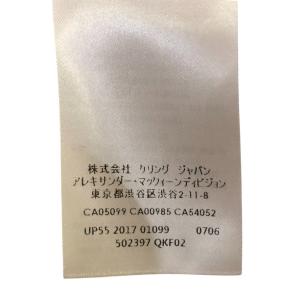 株式会社 ケリング ジャパン
アレキサンダー・マックイーンディビジョン
東京都渋谷区渋谷2-11-8
CA05099 CA00985 CA54052
UP55 2017 01099 0706
502397 QKF02